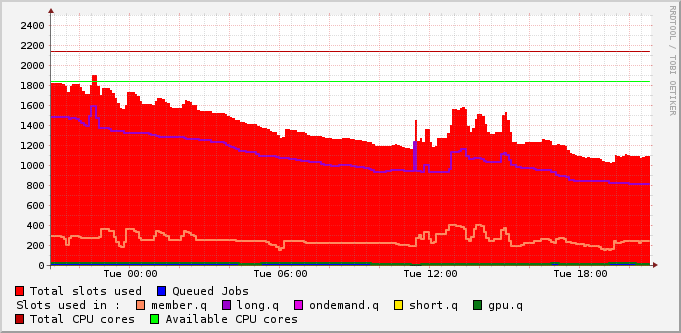 2400
2200
2000
1800
1600
1400
1200
1000
800
600
400
200
0
Tue 00:00 Tue 06:00 Tue 12:00 Tue 18:00
RRDTOOL / TOBI OETIKER
Total slots used Queued Jobs
Slots used in : member.q long.q ondemand.q short.q gpu.q
Total CPU cores Available CPU cores